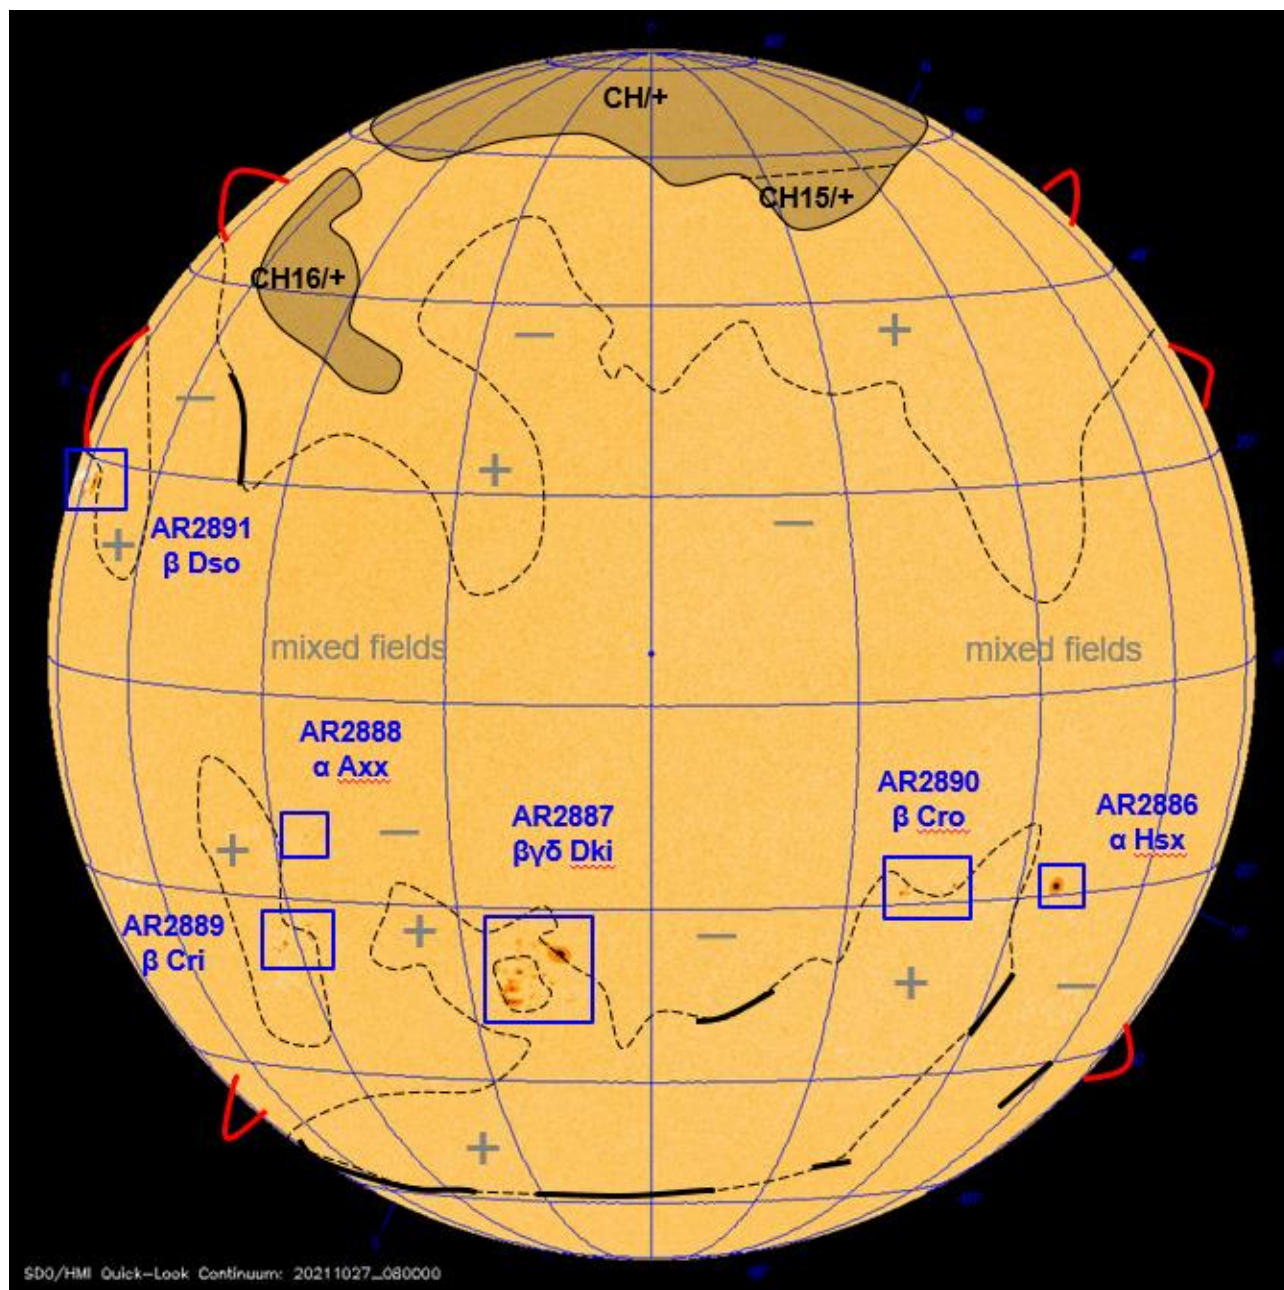 CH/+
CH15/+
CH16/+
−
+
−
+
−
+
AR2891
β Dso
mixed fields
mixed fields
AR2888
α Axx
AR2890
β Cro
AR2886
α Hsx
AR2887
βγδ Dki
−
+
AR2889
β Cri
+
−
+
−
+
SDO/HMI Quick-Look Continuum: 20211027_080000